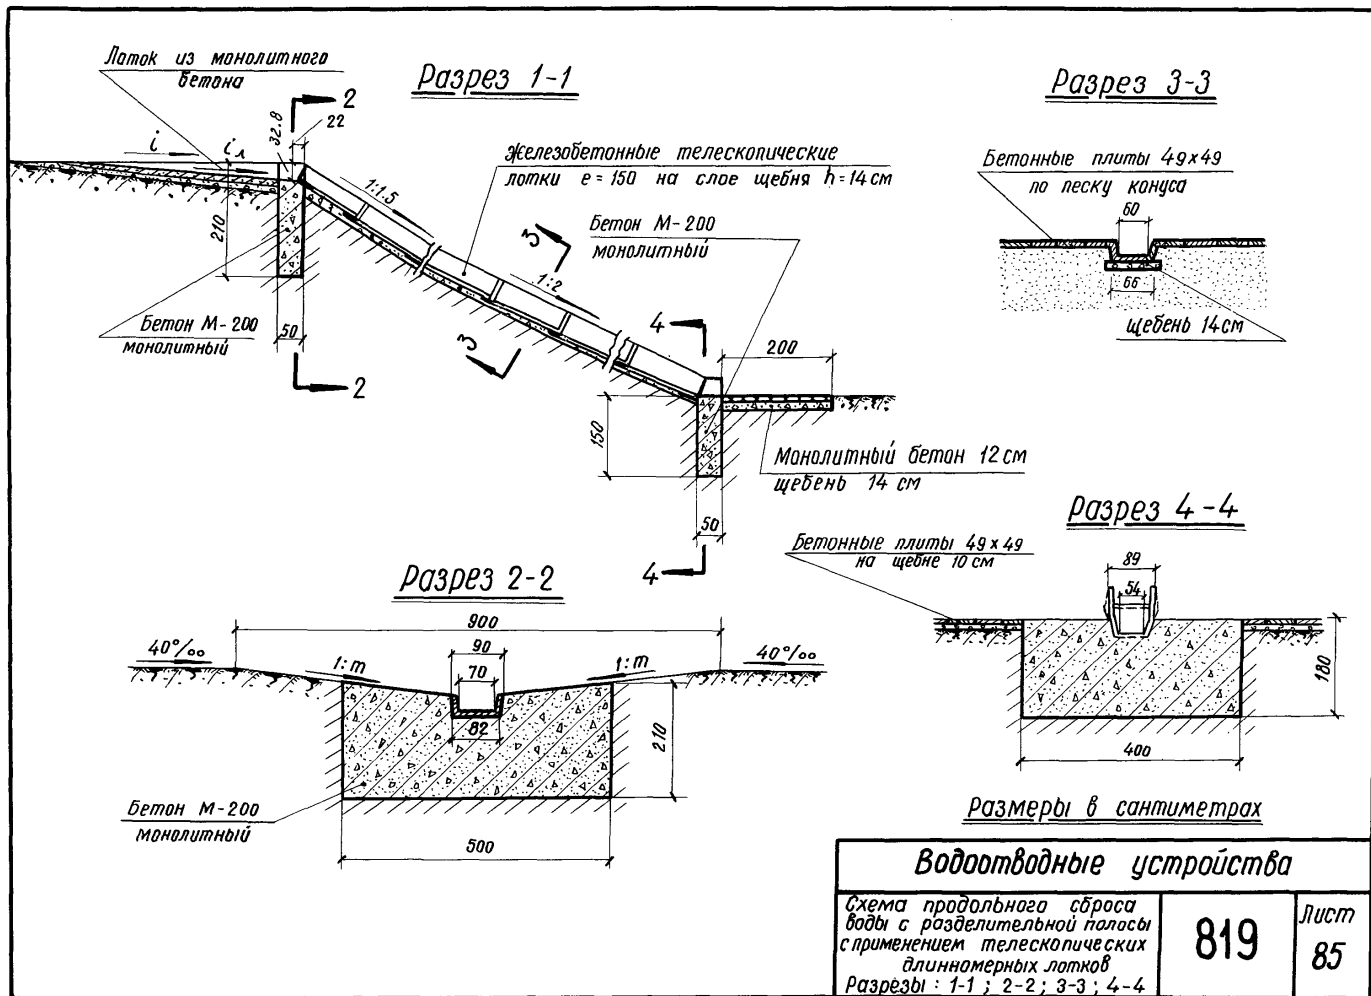 Лоток из монолитного
бетона
Разрез 1-1
2
32.8
22
i
iл
1:1.5
Железобетонные телескопические
лотки e = 150 на слое щебня h = 14 см
Бетон М-200
монолитный
210
3
1:2
Бетон М-200
монолитный
50
3
4
200
2
150
Монолитный бетон 12 см
щебень 14 см
50
4
Разрез 3-3
Бетонные плиты 49х49
по песку конуса
60
66
щебень 14 см
Разрез 2-2
900
40°/оо
90
40°/оо
1:m
70
1:m
82
210
Бетон М-200
монолитный
500
Разрез 4-4
Бетонные плиты 49х49
на щебне 10 см
89
54
180
400
Размеры в сантиметрах
Водоотводные устройства
Схема продольного сброса
воды с разделительной полосы
с применением телескопических
длинномерных лотков
Разрезы : 1-1 ; 2-2 ; 3-3 ; 4-4
819
Лист
85